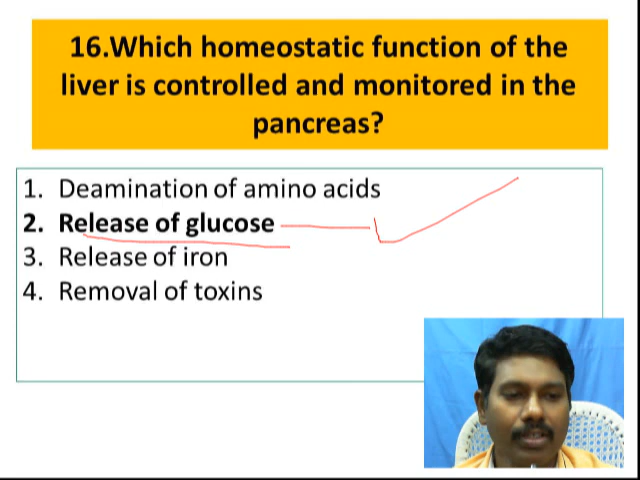 16.Which homeostatic function of the
liver is controlled and monitored in the
pancreas?
1. Deamination of amino acids
2. Release of glucose
3. Release of iron
4. Removal of toxins